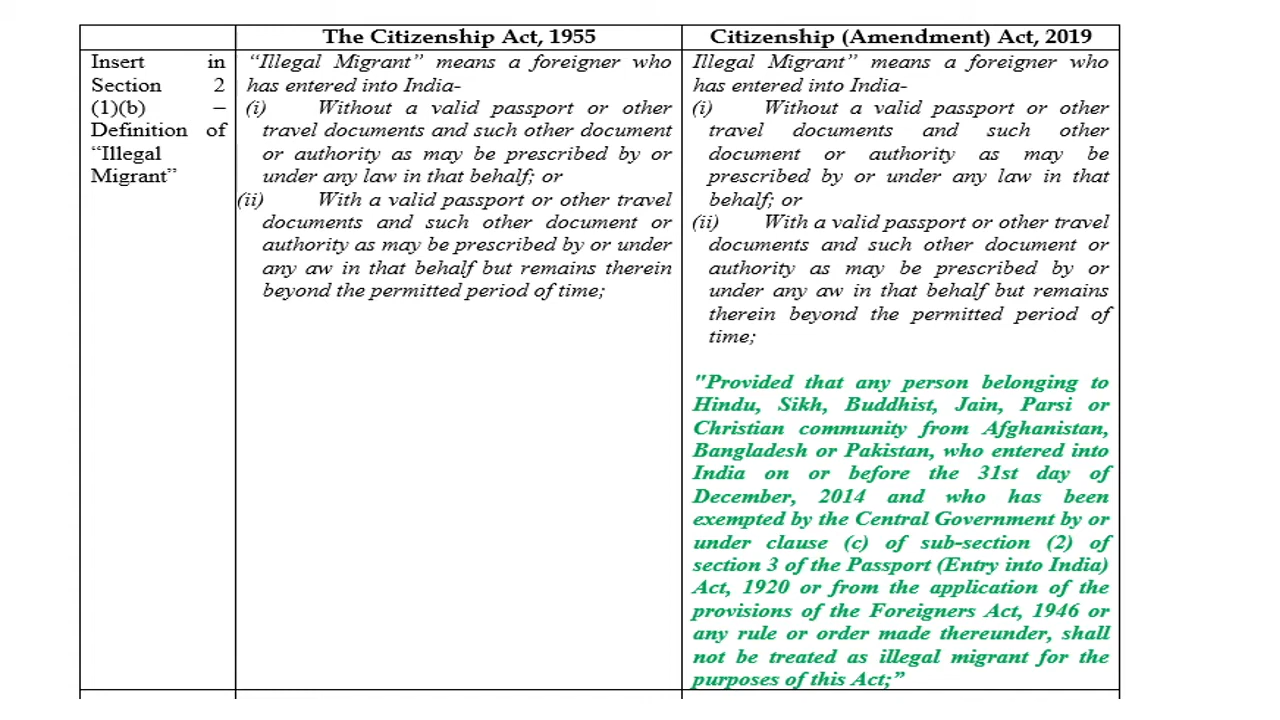 The Citizenship Act, 1955
Citizenship (Amendment) Act, 2019
Insert in
Section 2
(1)(b) –
Definition of
“Illegal
Migrant”
“Illegal Migrant” means a foreigner who
has entered into India-
(i) Without a valid passport or other
travel documents and such other document
or authority as may be prescribed by or
under any law in that behalf; or
(ii) With a valid passport or other travel
documents and such other document or
authority as may be prescribed by or under
any aw in that behalf but remains therein
beyond the permitted period of time;
Illegal Migrant” means a foreigner who
has entered into India-
(i) Without a valid passport or other
travel documents and such other
document or authority as may be
prescribed by or under any law in that
behalf; or
(ii) With a valid passport or other travel
documents and such other document or
authority as may be prescribed by or
under any aw in that behalf but remains
therein beyond the permitted period of
time;
"Provided that any person belonging to
Hindu, Sikh, Buddhist, Jain, Parsi or
Christian community from Afghanistan,
Bangladesh or Pakistan, who entered into
India on or before the 31st day of
December, 2014 and who has been
exempted by the Central Government by or
under clause (c) of sub-section (2) of
section 3 of the Passport (Entry into India)
Act, 1920 or from the application of the
provisions of the Foreigners Act, 1946 or
any rule or order made thereunder, shall
not be treated as illegal migrant for the
purposes of this Act;”